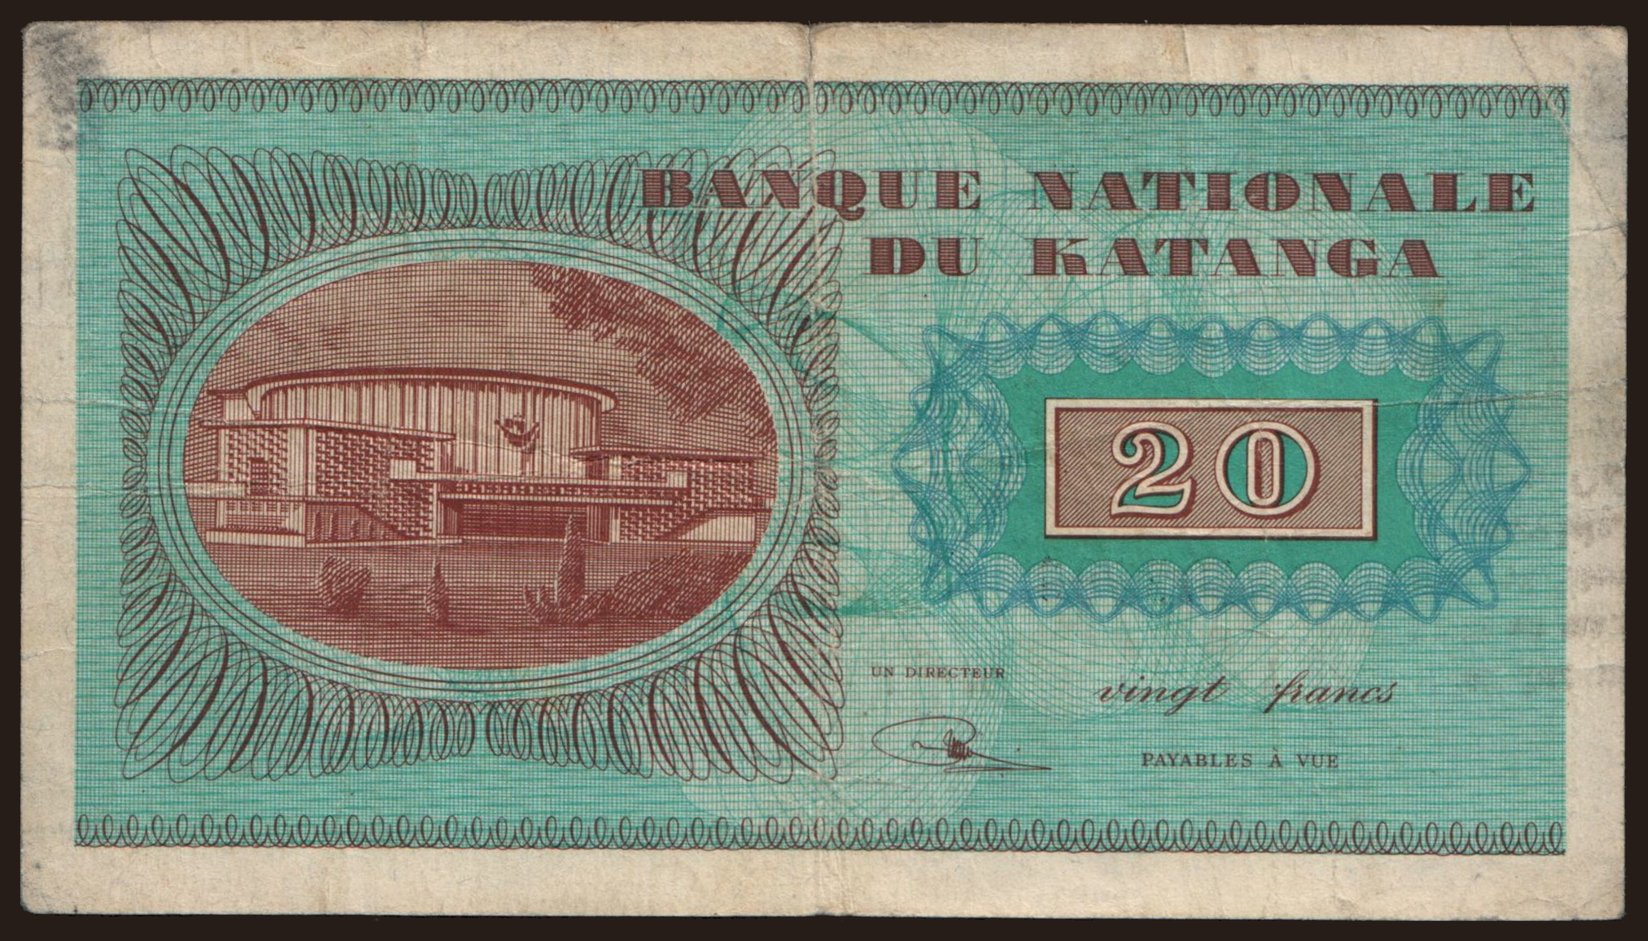 BANQUE NATIONALE
DU KATANGA
20
UN DIRECTEUR
vingt francs
PAYABLES À VUE